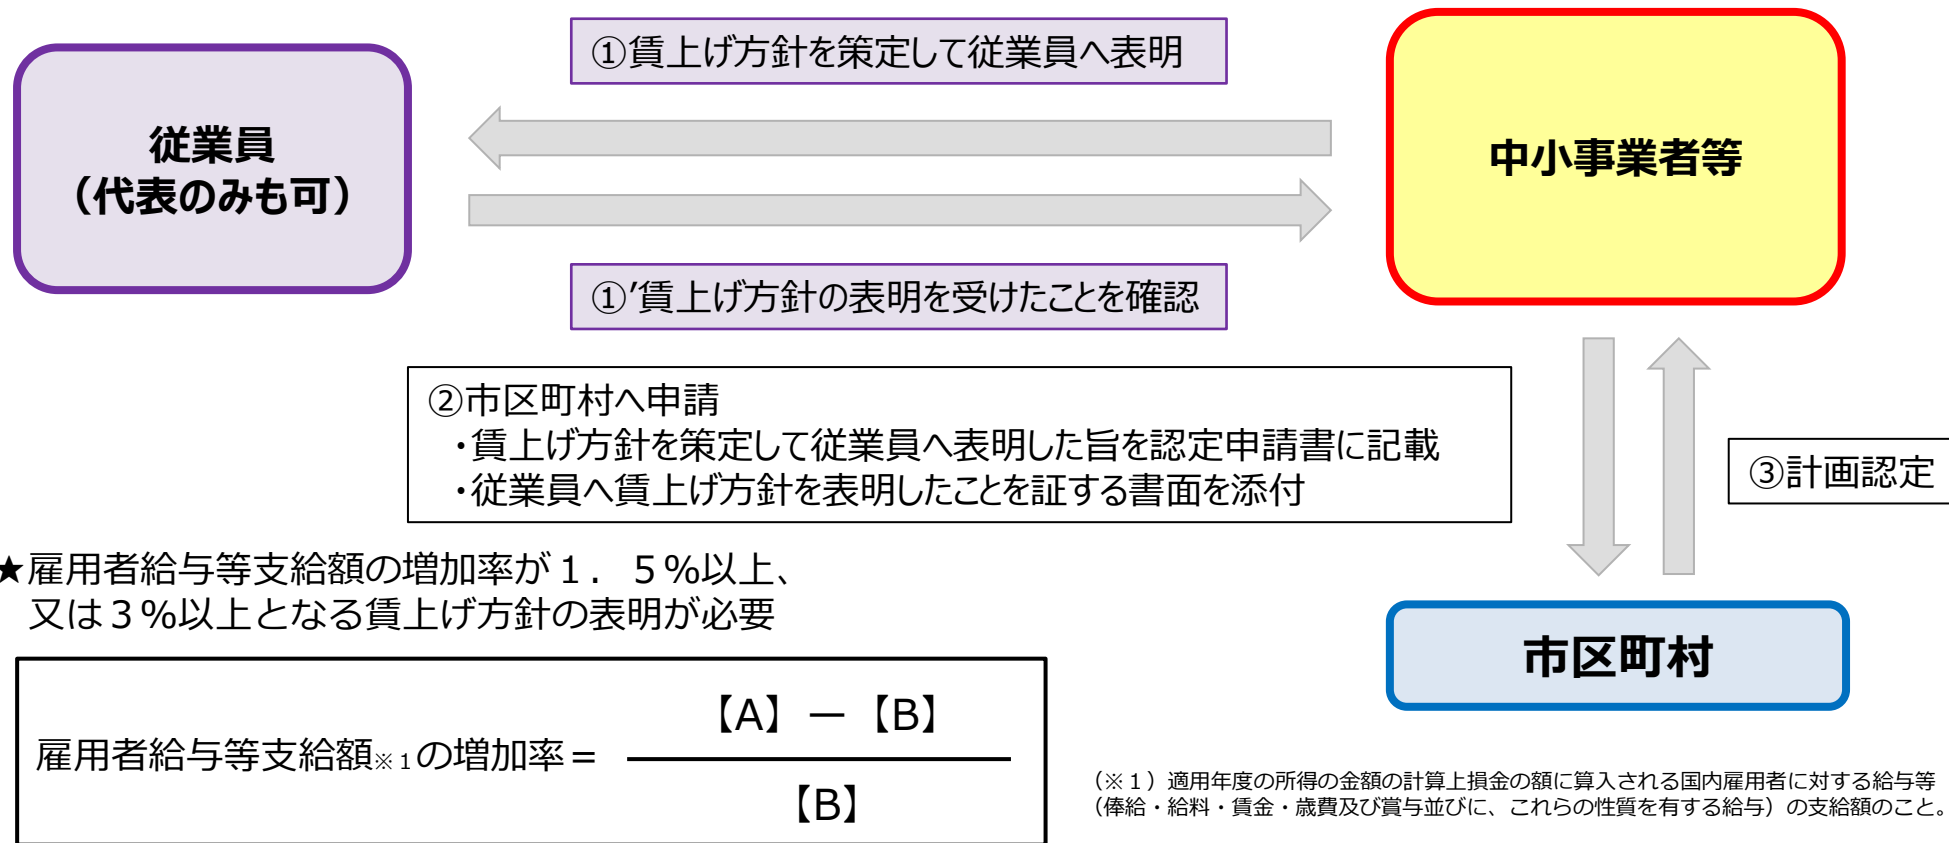 ①賃上げ方針を策定して従業員へ表明
従業員
（代表のみも可）
中小事業者等
①’賃上げ方針の表明を受けたことを確認
②市区町村へ申請
・賃上げ方針を策定して従業員へ表明した旨を認定申請書に記載
・従業員へ賃上げ方針を表明したことを証する書面を添付
③計画認定
★雇用者給与等支給額の増加率が１．５％以上、
又は３％以上となる賃上げ方針の表明が必要
市区町村
【A】－【B】
雇用者給与等支給額※１の増加率＝
【B】
（※１）適用年度の所得の金額の計算上損金の額に算入される国内雇用者に対する給与等
（俸給・給料・賃金・歳費及び賞与並びに、これらの性質を有する給与）の支給額のこと。